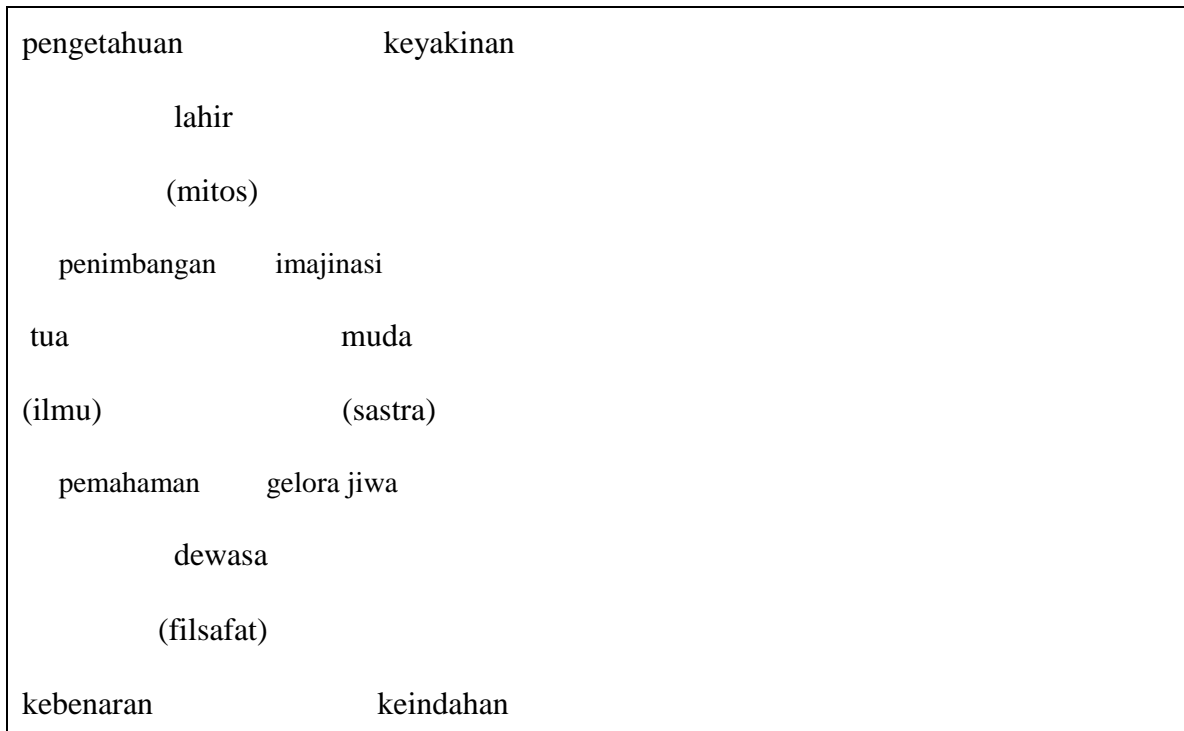 pengetahuan keyakinan
lahir
(mitos)
penimbangan imajinasi
tua muda
(ilmu) (sastra)
pemahaman gelora jiwa
dewasa
(filsafat)
kebenaran keindahan